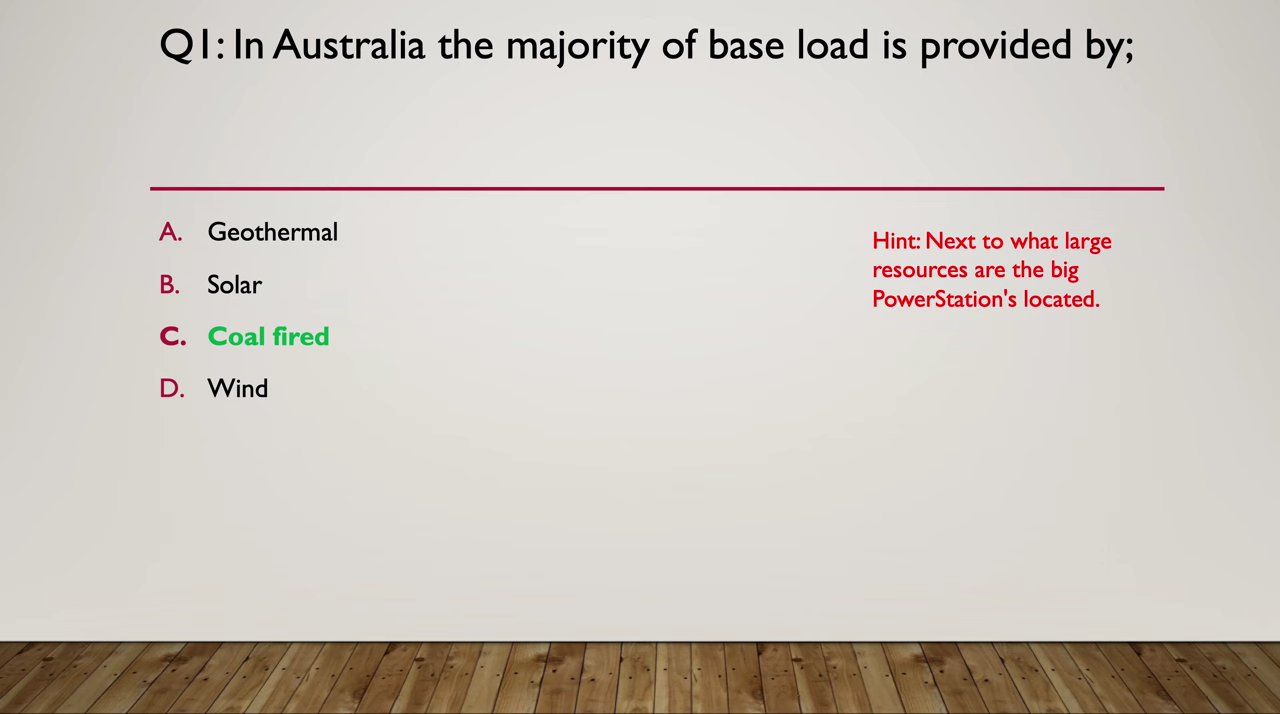 Q1: In Australia the majority of base load is provided by;
A. Geothermal
B. Solar
C. Coal fired
D. Wind
Hint: Next to what large
resources are the big
PowerStation's located.